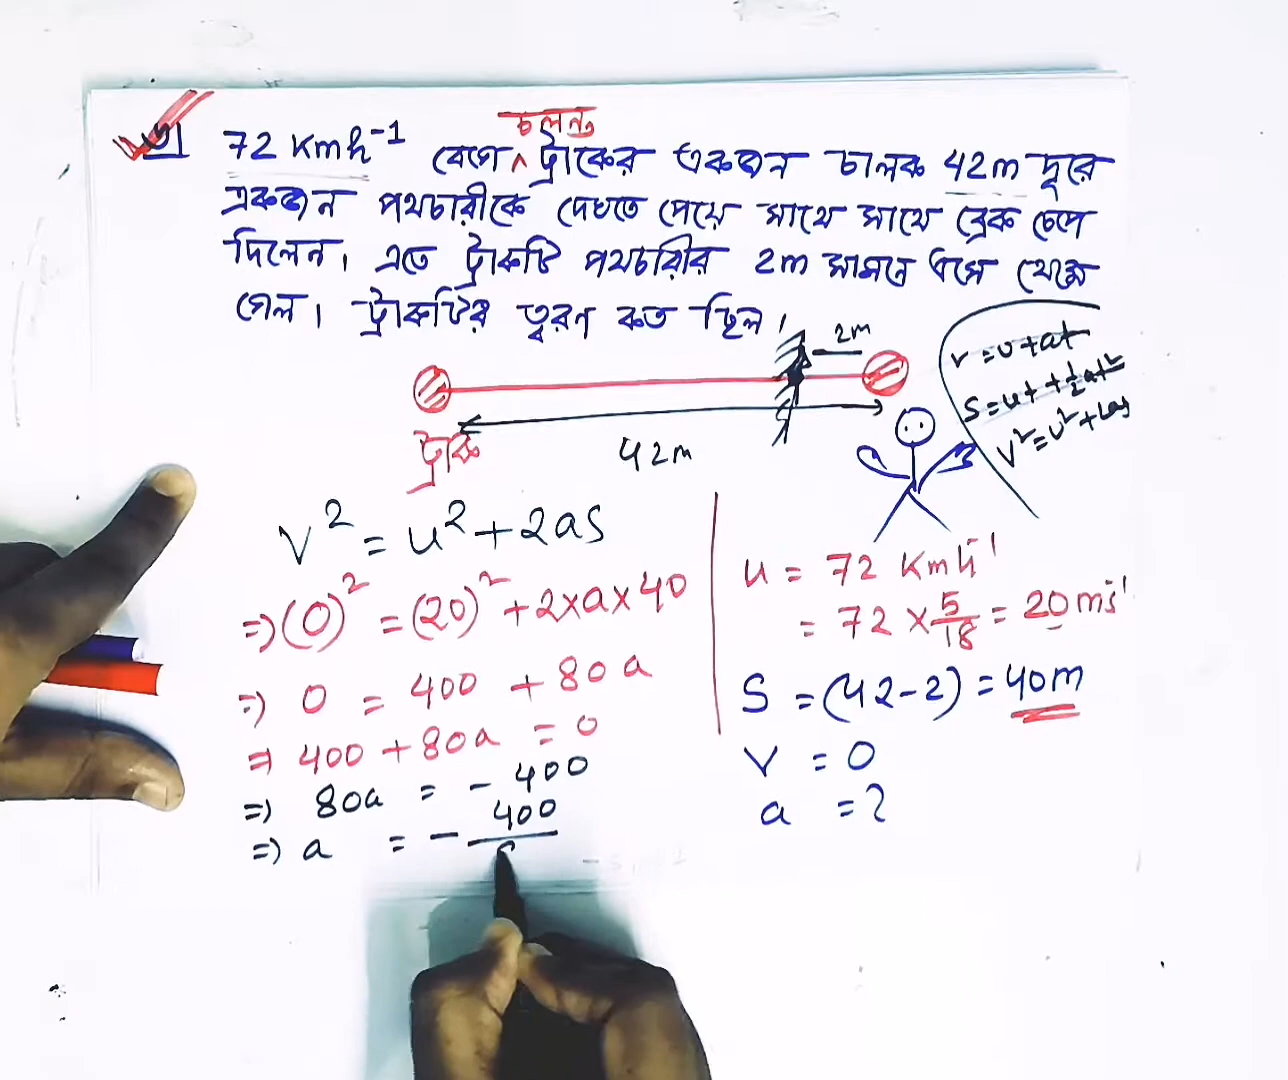 ৩। 72 Kmh⁻¹ বেগে চলন্ত ট্রাকের একজন চালক 42m দূরে
একজন পথচারীকে দেখতে পেয়ে সাথে সাথে ব্রেক চেপে
দিলেন। এতে ট্রাকটি পথচারীর 2m সামনে এসে থেমে
গেল। ট্রাকটির ত্বরণ কত ছিল।
2m
ট্রাক
42m
v = u + at
S = ut + ½at²
V² = u² + 2as
V² = u² + 2as
⇒ (0)² = (20)² + 2×a×40
⇒ 0 = 400 + 80a
⇒ 400 + 80a = 0
⇒ 80a = - 400
⇒ a = - 400
u = 72 Kmh⁻¹
= 72 × 5/18 = 20 ms⁻¹
S = (42-2) = 40m
V = 0
a = ?